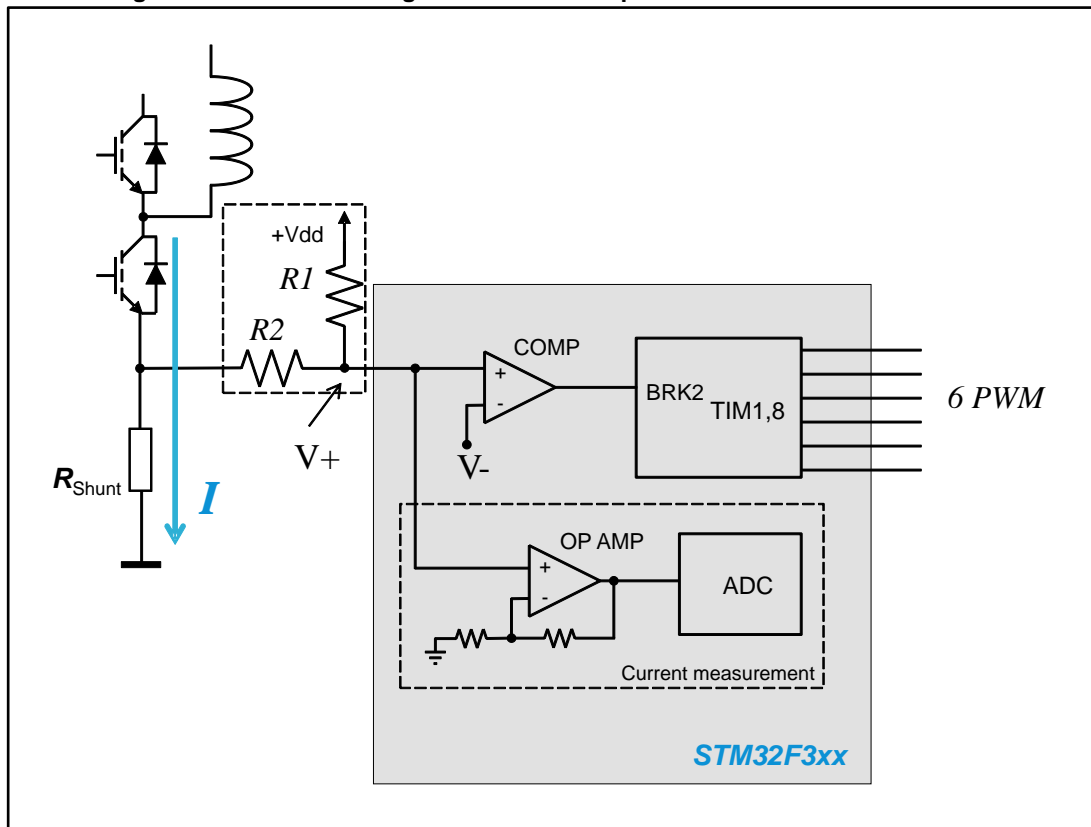 +Vdd
R1
R2
COMP
+
-
BRK2
TIM1,8
6 PWM
V+
V-
RShunt
I
OP AMP
+
-
ADC
Current measurement
STM32F3xx